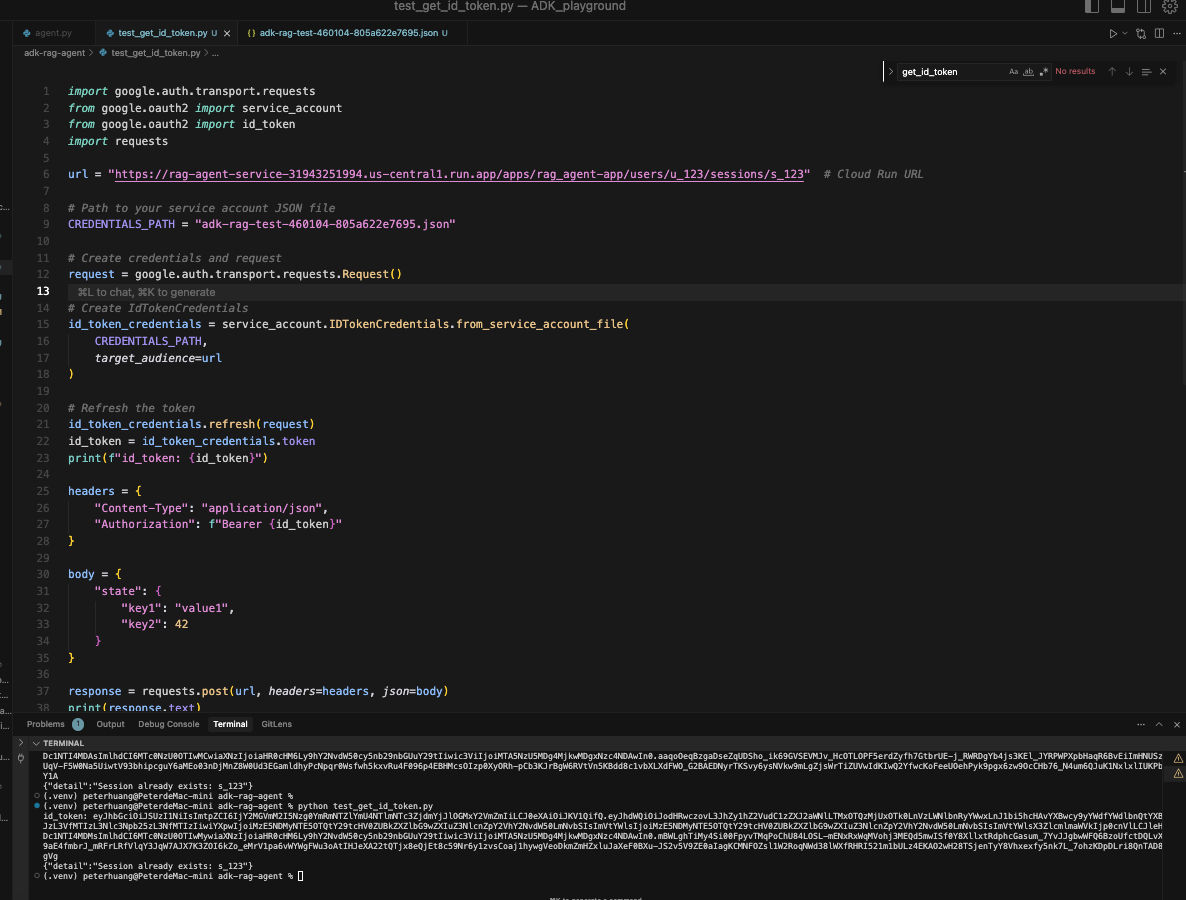 test_get_id_token.py — ADK_playground
agent.py
test_get_id_token.py U ×
{} adk-rag-test-460104-805a622e7695.json U
adk-rag-agent > test_get_id_token.py > ...
get_id_token
Aa ab .* No results
1 import google.auth.transport.requests
2 from google.oauth2 import service_account
3 from google.oauth2 import id_token
4 import requests
5
6 url = "https://rag-agent-service-31943251994.us-central1.run.app/apps/rag_agent-app/users/u_123/sessions/s_123" # Cloud Run URL
7
8 # Path to your service account JSON file
9 CREDENTIALS_PATH = "adk-rag-test-460104-805a622e7695.json"
10
11 # Create credentials and request
12 request = google.auth.transport.requests.Request()
13 ⌘L to chat, ⌘K to generate
14 # Create IdTokenCredentials
15 id_token_credentials = service_account.IDTokenCredentials.from_service_account_file(
16 CREDENTIALS_PATH,
17 target_audience=url
18 )
19
20 # Refresh the token
21 id_token_credentials.refresh(request)
22 id_token = id_token_credentials.token
23 print(f"id_token: {id_token}")
24
25 headers = {
26 "Content-Type": "application/json",
27 "Authorization": f"Bearer {id_token}"
28 }
29
30 body = {
31 "state": {
32 "key1": "value1",
33 "key2": 42
34 }
35 }
36
37 response = requests.post(url, headers=headers, json=body)
38 print(response.text)
Problems 1 Output Debug Console Terminal GitLens
TERMINAL
Y1A
{"detail":"Session already exists: s_123"}
(.venv) peterhuang@PeterdeMac-mini adk-rag-agent %
(.venv) peterhuang@PeterdeMac-mini adk-rag-agent % python test_get_id_token.py
id_token:
gVg
{"detail":"Session already exists: s_123"}
(.venv) peterhuang@PeterdeMac-mini adk-rag-agent %